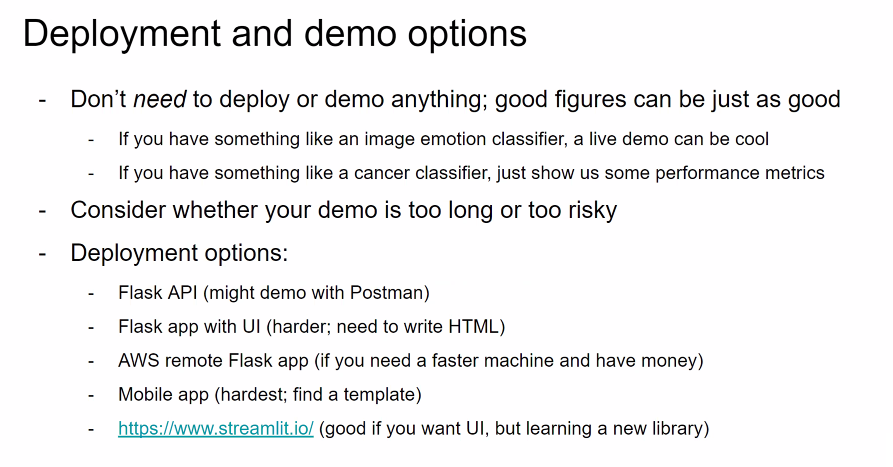 Deployment and demo options
- Don't need to deploy or demo anything; good figures can be just as good
- If you have something like an image emotion classifier, a live demo can be cool
- If you have something like a cancer classifier, just show us some performance metrics
- Consider whether your demo is too long or too risky
- Deployment options:
- Flask API (might demo with Postman)
- Flask app with UI (harder; need to write HTML)
- AWS remote Flask app (if you need a faster machine and have money)
- Mobile app (hardest; find a template)
- https://www.streamlit.io/ (good if you want UI, but learning a new library)